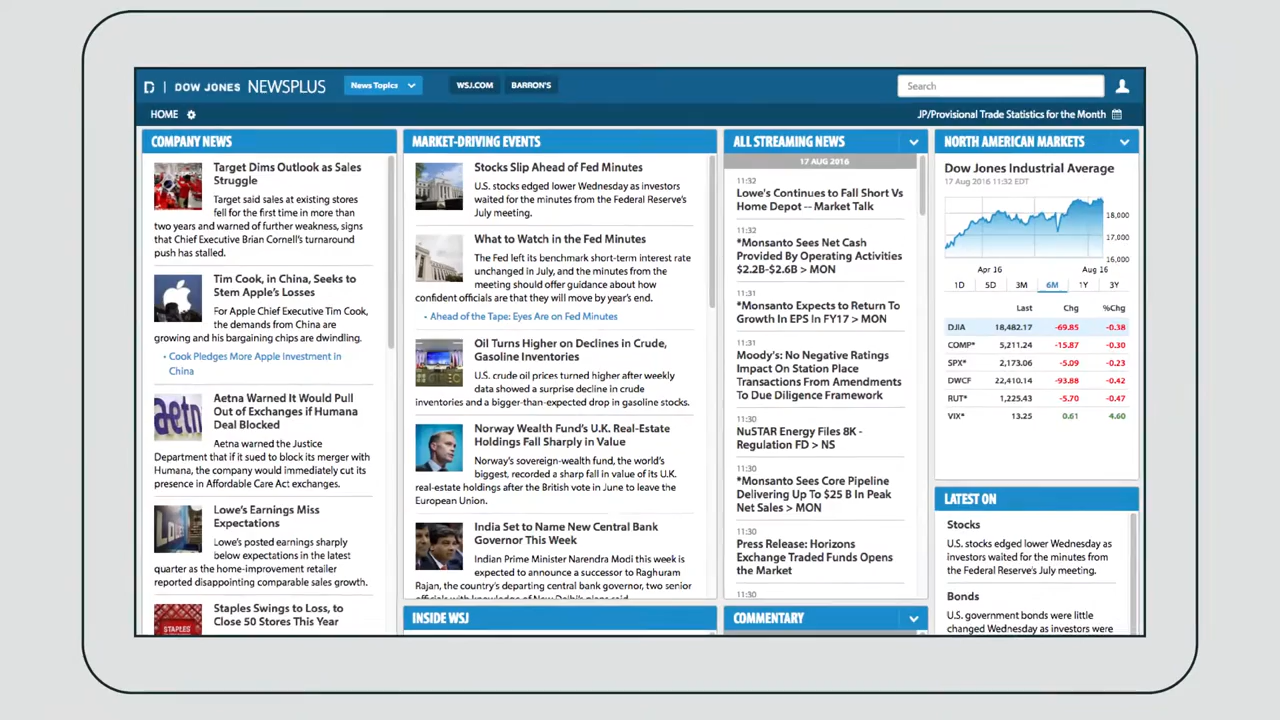 D | DOW JONES NEWSPLUS
News Topics
WSJ.COM
BARRON'S
Search
HOME
JP/Provisional Trade Statistics for the Month
COMPANY NEWS
Target Dims Outlook as Sales
Struggle
Target said sales at existing stores
fell for the first time in more than
two years and warned of further weakness, signs
that Chief Executive Brian Cornell's turnaround
push has stalled.
Tim Cook, in China, Seeks to
Stem Apple's Losses
For Apple Chief Executive Tim Cook,
the demands from China are
growing and his bargaining chips are dwindling.
• Cook Pledges More Apple Investment in
China
aetn
Aetna Warned It Would Pull
Out of Exchanges if Humana
Deal Blocked
Aetna warned the Justice
Department that if it sued to block its merger with
Humana, the company would immediately cut its
presence in Affordable Care Act exchanges.
Lowe's Earnings Miss
Expectations
Lowe's posted earnings sharply
below expectations in the latest
quarter as the home-improvement retailer
reported disappointing comparable sales growth.
STAPLES
Staples Swings to Loss, to
Close 50 Stores This Year
MARKET-DRIVING EVENTS
Stocks Slip Ahead of Fed Minutes
U.S. stocks edged lower Wednesday as investors
waited for the minutes from the Federal Reserve's
July meeting.
What to Watch in the Fed Minutes
The Fed left its benchmark short-term interest rate
unchanged in July, and the minutes from the
meeting should offer guidance about how
confident officials are that they will move by year's end.
• Ahead of the Tape: Eyes Are on Fed Minutes
Oil Turns Higher on Declines in Crude,
Gasoline Inventories
U.S. crude oil prices turned higher after weekly
data showed a surprise decline in crude
inventories and a bigger-than-expected drop in gasoline stocks.
Norway Wealth Fund's U.K. Real-Estate
Holdings Fall Sharply in Value
Norway's sovereign-wealth fund, the world's
biggest, recorded a sharp fall in value of its U.K.
real-estate holdings after the British vote in June to leave the
European Union.
India Set to Name New Central Bank
Governor This Week
Indian Prime Minister Narendra Modi this week is
expected to announce a successor to Raghuram
Rajan, the country's departing central bank governor, two senior
officials with knowledge of New Delhi's plans said.
INSIDE WSJ
ALL STREAMING NEWS
17 AUG 2016
11:32
Lowe's Continues to Fall Short Vs
Home Depot -- Market Talk
11:32
*Monsanto Sees Net Cash
Provided By Operating Activities
$2.2B-$2.6B > MON
11:31
*Monsanto Expects to Return To
Growth In EPS In FY17 > MON
11:31
Moody's: No Negative Ratings
Impact On Station Place
Transactions From Amendments
To Due Diligence Framework
11:30
NuSTAR Energy Files 8K -
Regulation FD > NS
11:30
*Monsanto Sees Core Pipeline
Delivering Up To $25 B In Peak
Net Sales > MON
11:30
Press Release: Horizons
Exchange Traded Funds Opens
the Market
11:30
COMMENTARY
NORTH AMERICAN MARKETS
Dow Jones Industrial Average
17 Aug 2016 11:32 EDT
18,000
17,000
16,000
Apr 16 Aug 16
1D 5D 3M 6M 1Y 3Y
Last Chg %Chg
DJIA 18,482.17 -69.85 -0.38
COMP* 5,211.24 -15.87 -0.30
SPX* 2,173.06 -5.09 -0.23
DWCF 22,410.14 -93.88 -0.42
RUT* 1,225.43 -5.70 -0.47
VIX* 13.25 0.61 4.60
LATEST ON
Stocks
U.S. stocks edged lower Wednesday as
investors waited for the minutes from
the Federal Reserve's July meeting.
Bonds
U.S. government bonds were little
changed Wednesday as investors were